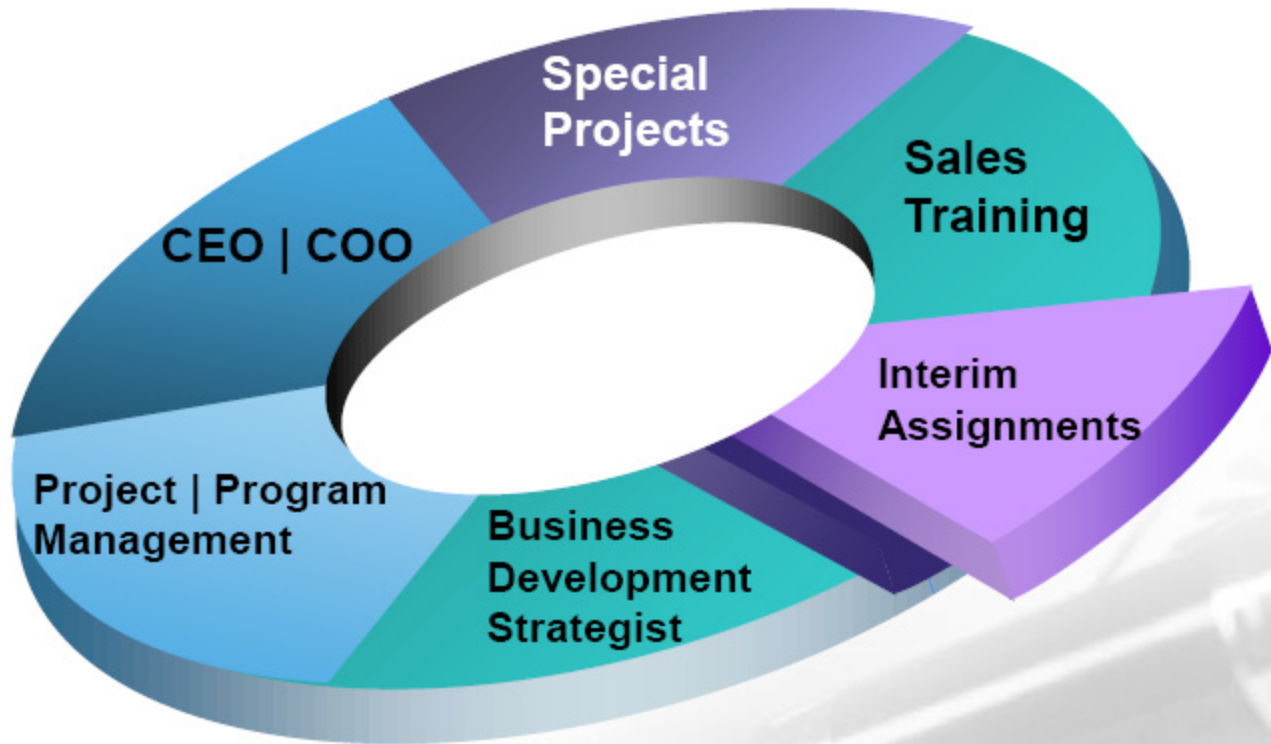 Special
Projects
Sales
Training
CEO | COO
Interim
Assignments
Project | Program
Management
Business
Development
Strategist